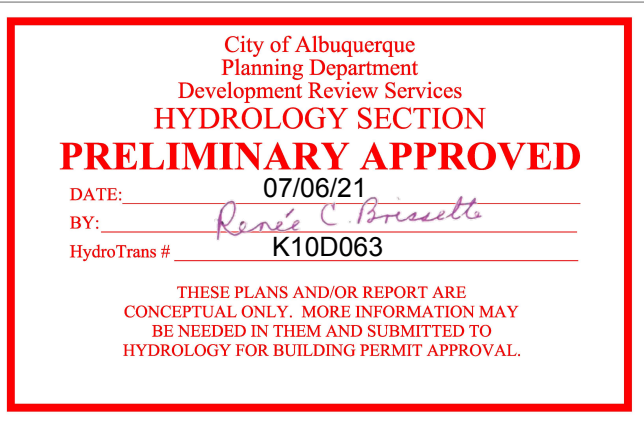 City of Albuquerque
Planning Department
Development Review Services
HYDROLOGY SECTION
PRELIMINARY APPROVED
DATE: 07/06/21
BY: Renée C. Brissette
HydroTrans # K10D063
THESE PLANS AND/OR REPORT ARE
CONCEPTUAL ONLY. MORE INFORMATION MAY
BE NEEDED IN THEM AND SUBMITTED TO
HYDROLOGY FOR BUILDING PERMIT APPROVAL.